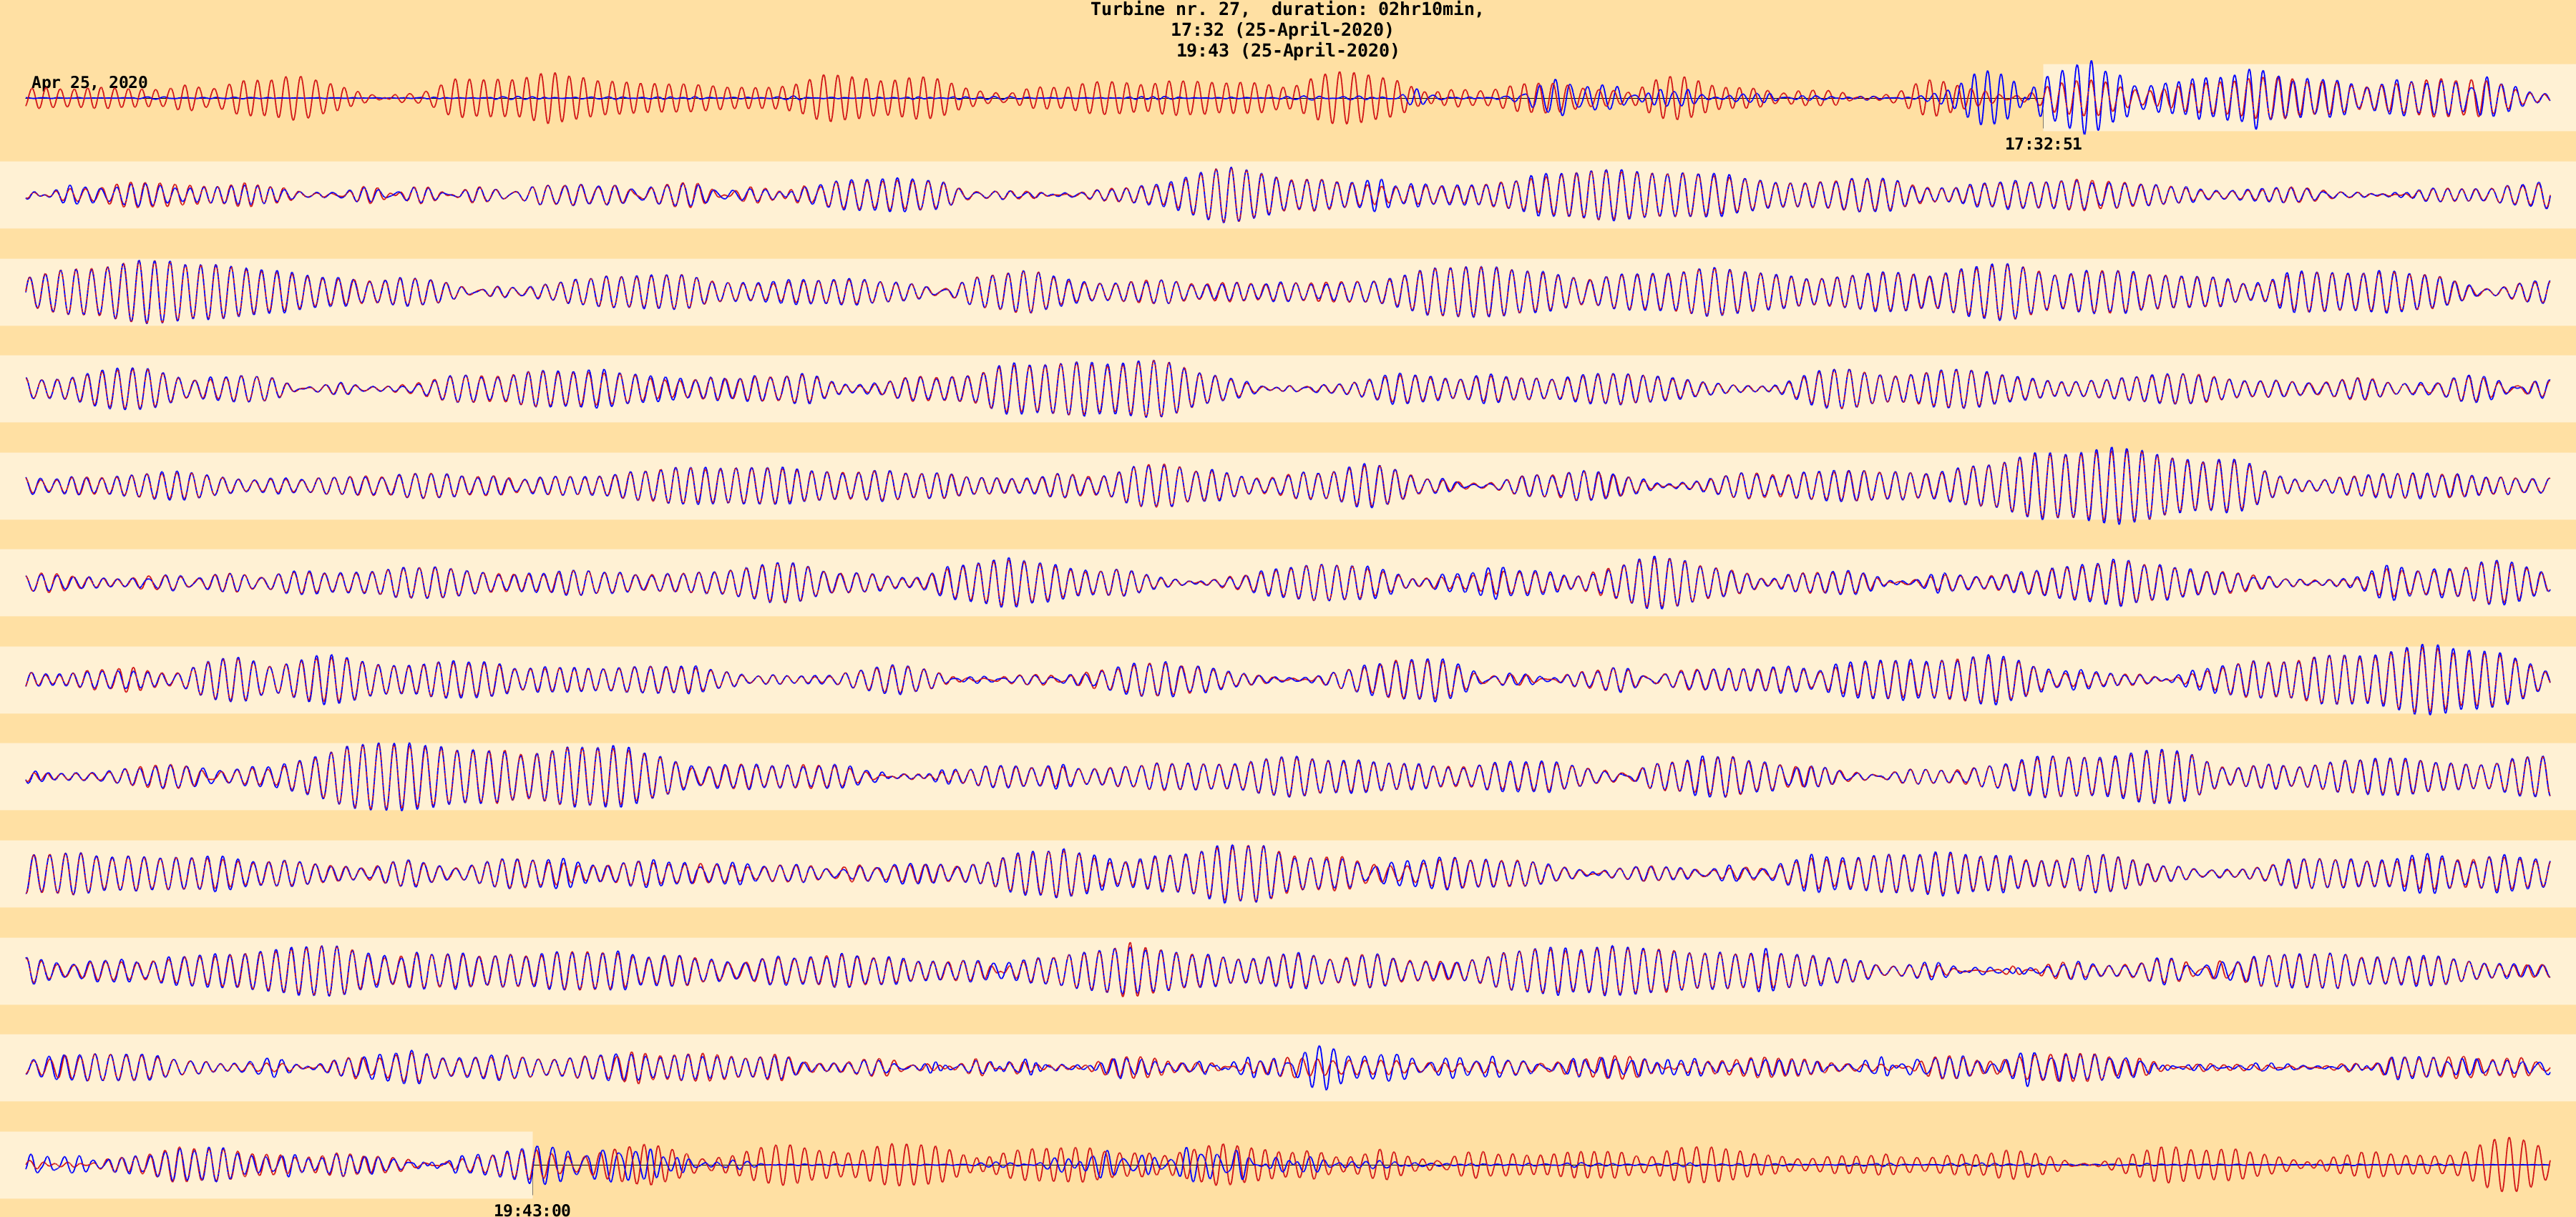 Turbine nr. 27,  duration: 02hr10min,
17:32 (25-April-2020)
19:43 (25-April-2020)
Apr 25, 2020
17:32:51
19:43:00